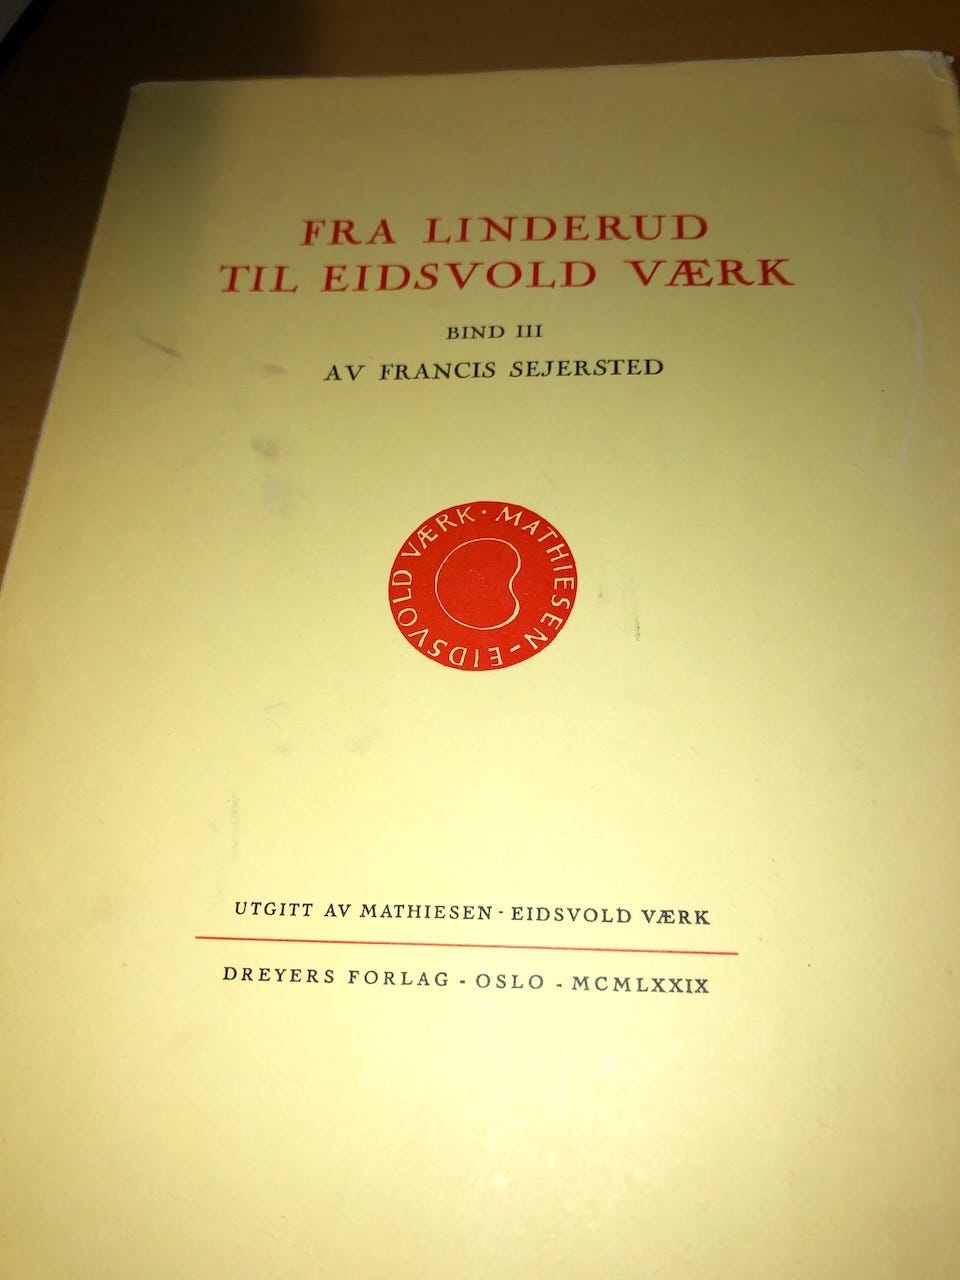 FRA LINDERUD
TIL EIDSVOLD VÆRK
BIND III
AV FRANCIS SEJERSTED
MATHIESEN-EIDSVOLD VÆRK ·
UTGITT AV MATHIESEN - EIDSVOLD VÆRK
DREYERS FORLAG - OSLO - MCMLXXIX